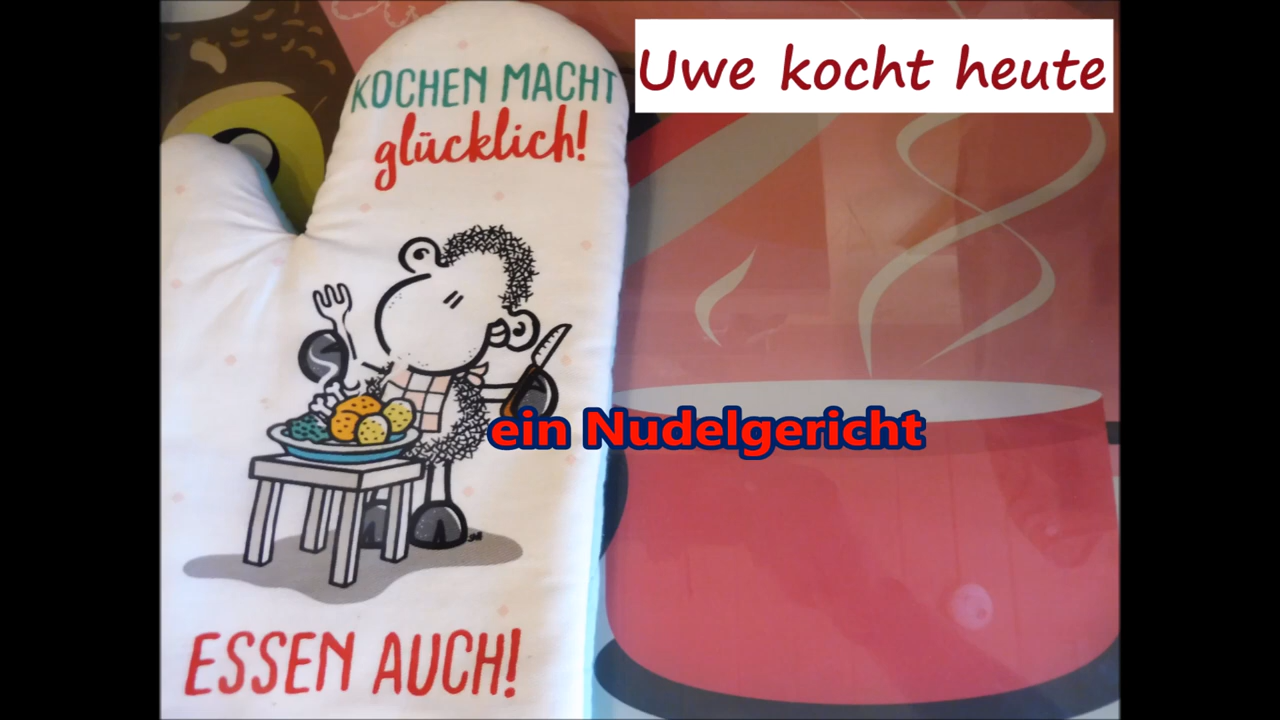 KOCHEN MACHT
glücklich!
ESSEN AUCH!
Uwe kocht heute
ein Nudelgericht